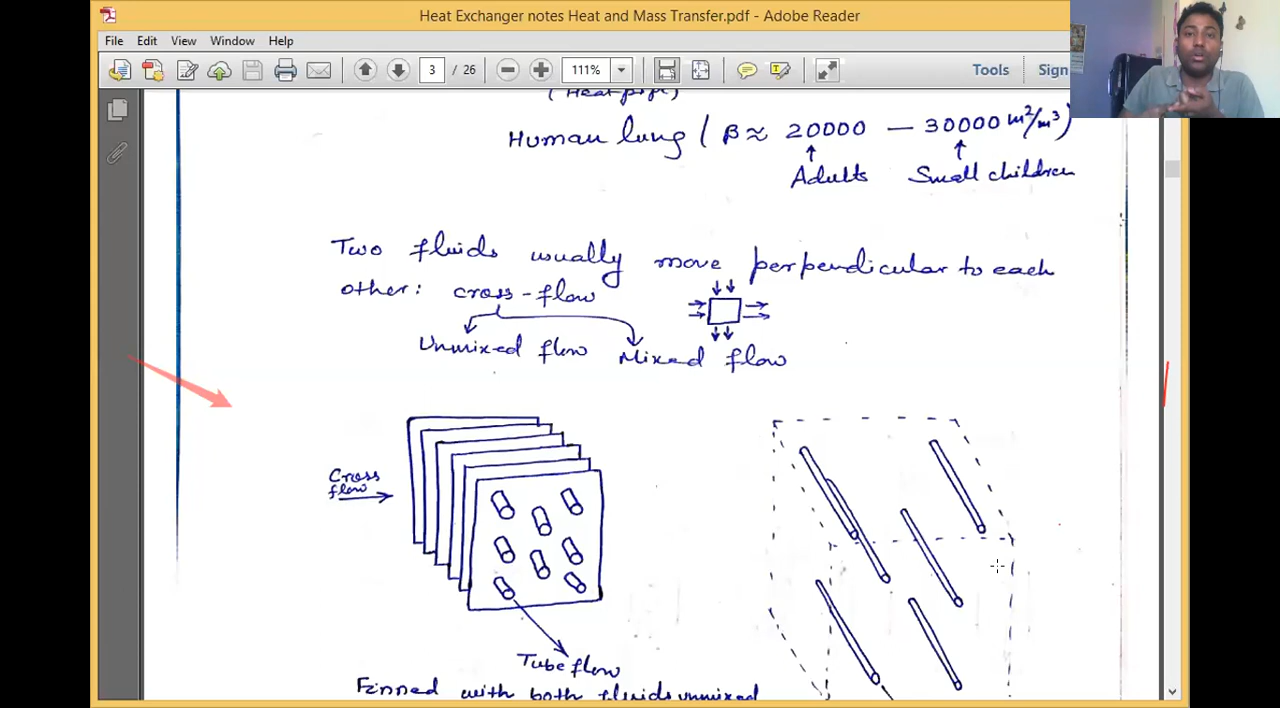 Heat Exchanger notes Heat and Mass Transfer.pdf - Adobe Reader
File Edit View Window Help
3 / 26 111% Tools Sign
(Heat pipe)
Human lung ( β ≈ 20000 — 30000 m²/m³)
Adults Small children
Two fluids usually move perpendicular to each
other: cross-flow
Unmixed flow Mixed flow
Cross
flow
Tube flow
Finned with both fluids unmixed